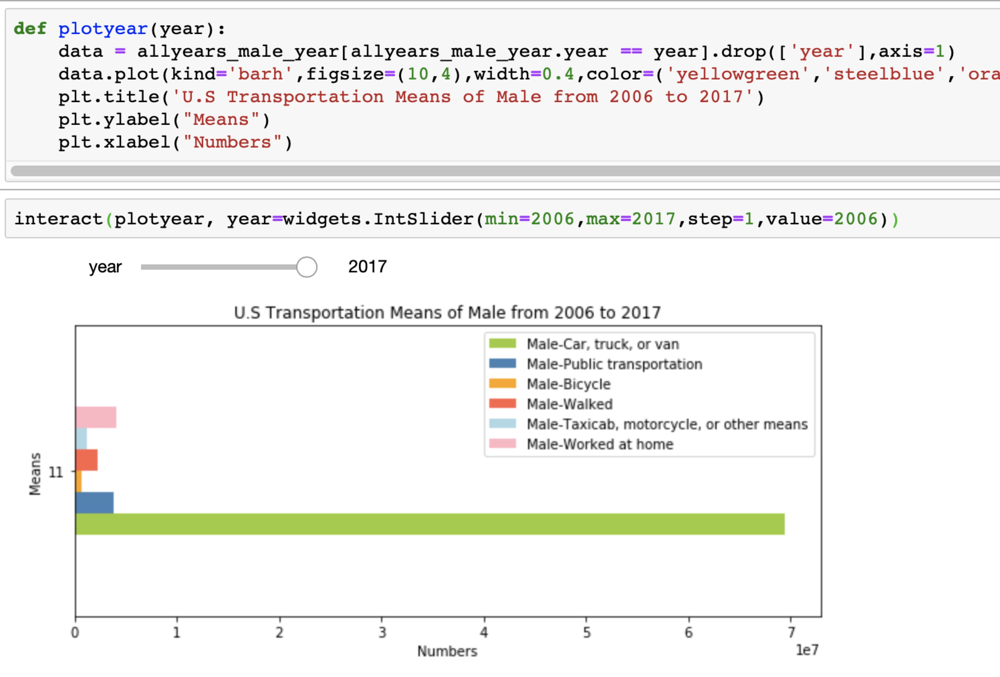 def plotyear(year):
    data = allyears_male_year[allyears_male_year.year == year].drop(['year'],axis=1)
    data.plot(kind='barh',figsize=(10,4),width=0.4,color=('yellowgreen','steelblue','ora
    plt.title('U.S Transportation Means of Male from 2006 to 2017')
    plt.ylabel("Means")
    plt.xlabel("Numbers")
interact(plotyear, year=widgets.IntSlider(min=2006,max=2017,step=1,value=2006))
year 2017
U.S Transportation Means of Male from 2006 to 2017
Male-Car, truck, or van
Male-Public transportation
Male-Bicycle
Male-Walked
Male-Taxicab, motorcycle, or other means
Male-Worked at home
Means
11
0 1 2 3 4 5 6 7
1e7
Numbers